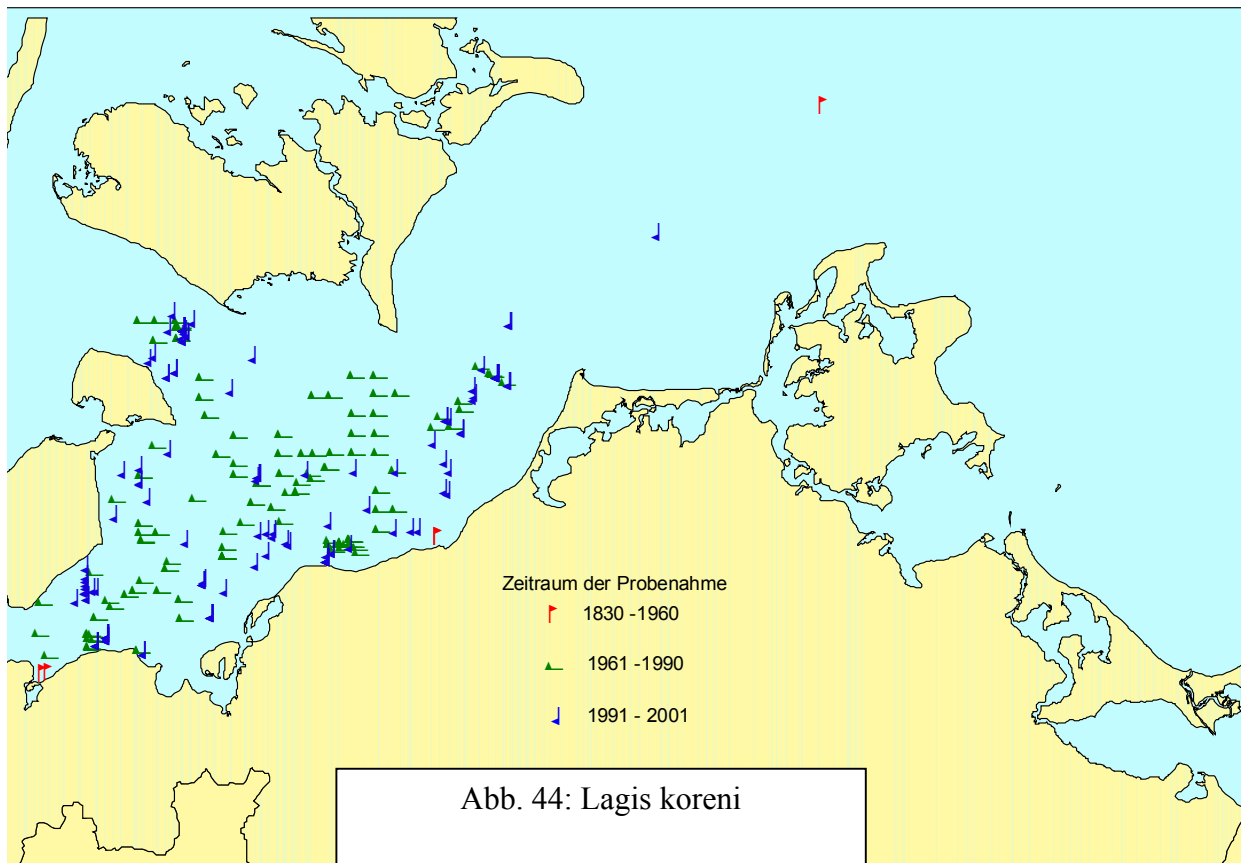 Zeitraum der Probenahme
1830 -1960
1961 -1990
1991 - 2001
Abb. 44: Lagis koreni